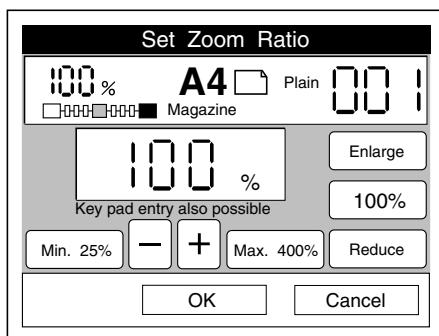 Set Zoom Ratio
100 % A4 Plain 001
Magazine
100 %
Key pad entry also possible
Enlarge
100%
Min. 25% − + Max. 400% Reduce
OK Cancel